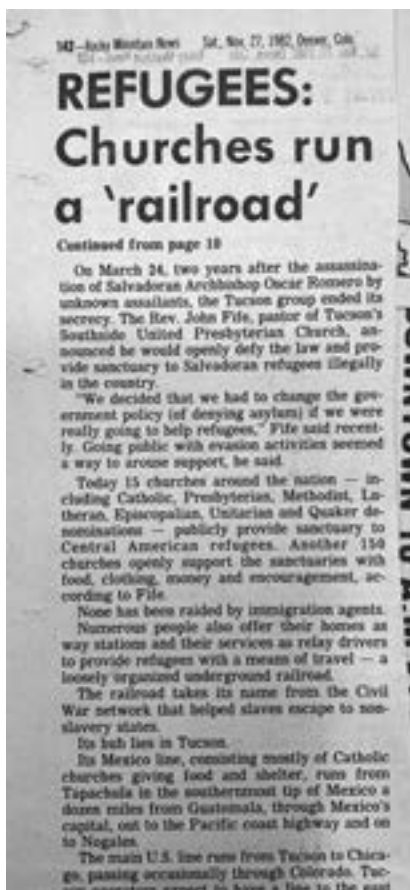 142—Rocky Mountain News Sat., Nov. 27, 1982, Denver, Colo.
REFUGEES:
Churches run
a ‘railroad’
Continued from page 10
On March 24, two years after the assassina-
tion of Salvadoran Archbishop Oscar Romero by
unknown assailants, the Tucson group ended its
secrecy. The Rev. John Fife, pastor of Tucson's
Southside United Presbyterian Church, an-
nounced he would openly defy the law and pro-
vide sanctuary to Salvadoran refugees illegally
in the country.
"We decided that we had to change the gov-
ernment policy (of denying asylum) if we were
really going to help refugees," Fife said recent-
ly. Going public with evasion activities seemed
a way to arouse support, he said.
Today 15 churches around the nation — in-
cluding Catholic, Presbyterian, Methodist, Lu-
theran, Episcopalian, Unitarian and Quaker de-
nominations — publicly provide sanctuary to
Central American refugees. Another 150
churches openly support the sanctuaries with
food, clothing, money and encouragement, ac-
cording to Fife.
None has been raided by immigration agents.
Numerous people also offer their homes as
way stations and their services as relay drivers
to provide refugees with a means of travel — a
loosely organized underground railroad.
The railroad takes its name from the Civil
War network that helped slaves escape to non-
slavery states.
Its hub lies in Tucson.
Its Mexico line, consisting mostly of Catholic
churches giving food and shelter, runs from
Tapachula in the southernmost tip of Mexico a
dozen miles from Guatemala, through Mexico's
capital, out to the Pacific coast highway and on
to Nogales.
The main U.S. line runs from Tucson to Chica-
go, passing occasionally through Colorado. Tuc-